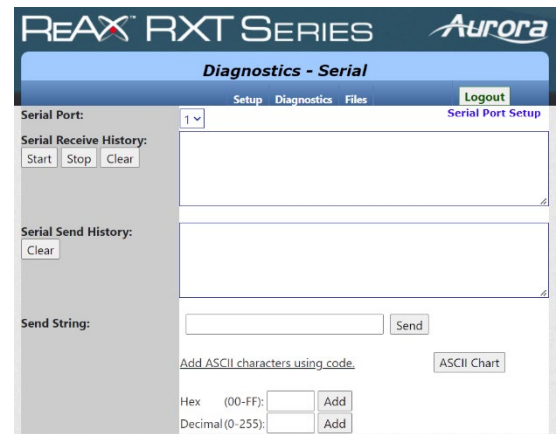 REAX™ RXT SERIES
Aurora
Diagnostics - Serial
Setup Diagnostics Files
Logout
Serial Port:
1
Serial Port Setup
Serial Receive History:
Start Stop Clear
Serial Send History:
Clear
Send String:
Send
Add ASCII characters using code.
ASCII Chart
Hex (00-FF):
Add
Decimal (0-255):
Add